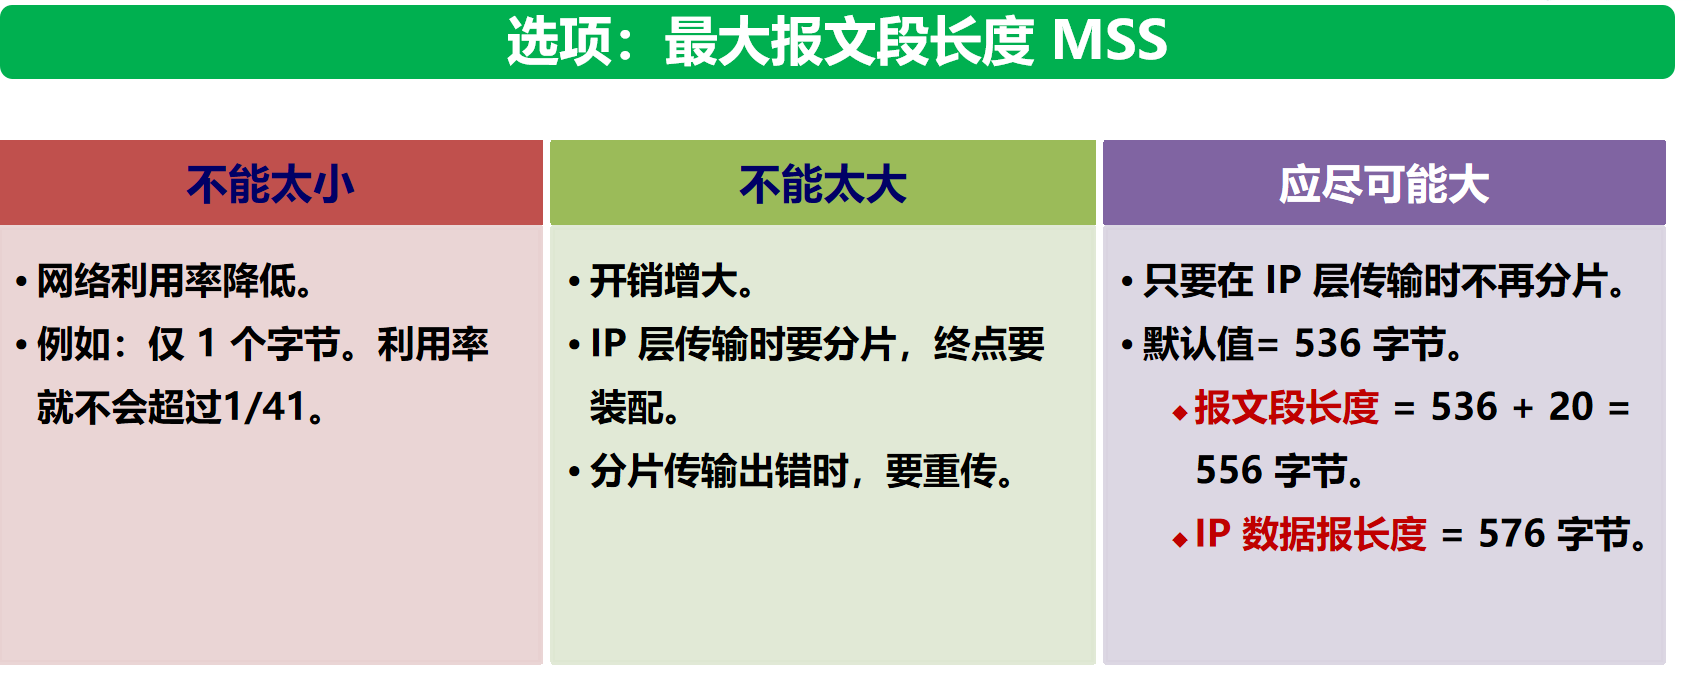 选项：最大报文段长度 MSS
不能太小
• 网络利用率降低。
• 例如：仅 1 个字节。利用率
就不会超过1/41。
不能太大
• 开销增大。
• IP 层传输时要分片，终点要
装配。
• 分片传输出错时，要重传。
应尽可能大
• 只要在 IP 层传输时不再分片。
• 默认值= 536 字节。
◆报文段长度 = 536 + 20 =
556 字节。
◆IP 数据报长度 = 576 字节。